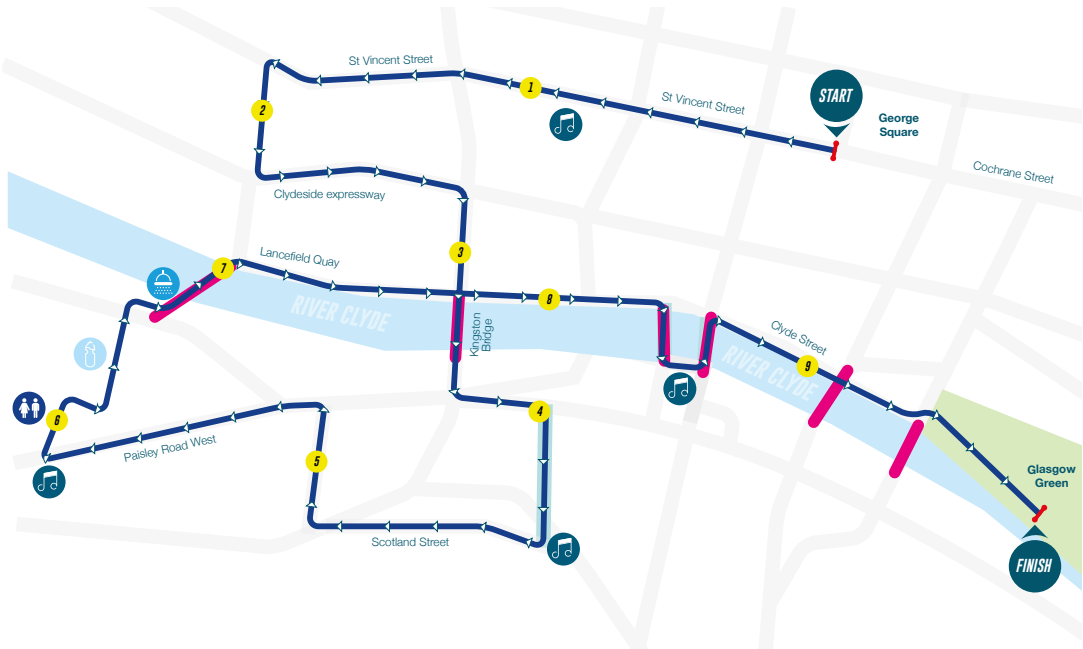 St Vincent Street
1
St Vincent Street
START
George
Square
2
Cochrane Street
Clydeside expressway
3
Lancefield Quay
7
8
RIVER CLYDE
Kingston
Bridge
Clyde Street
RIVER CLYDE
9
4
6
Paisley Road West
5
Glasgow
Green
Scotland Street
FINISH